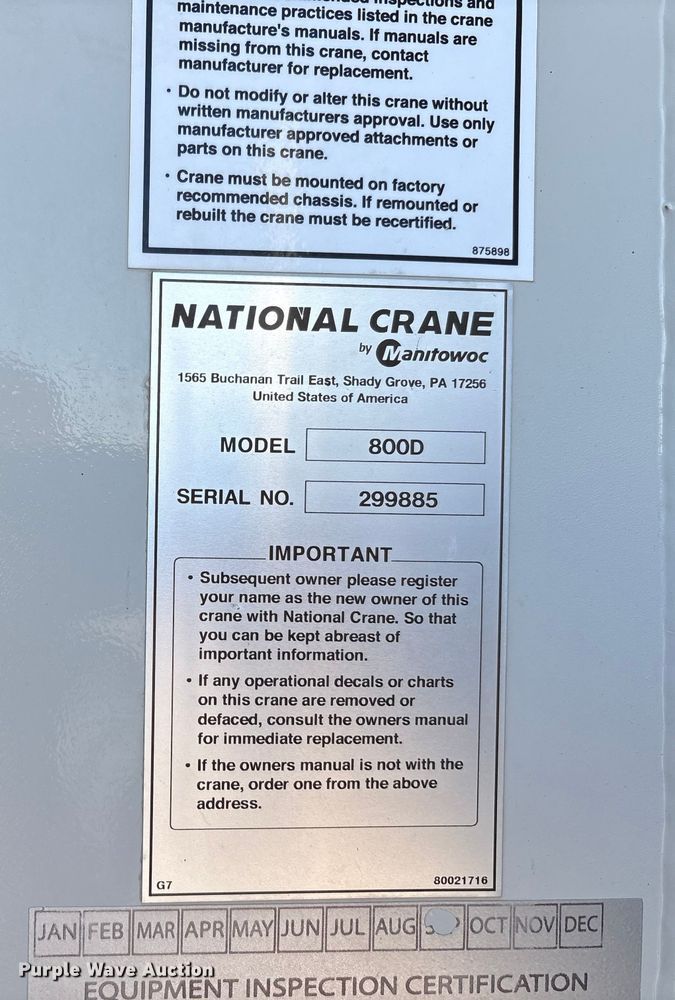 inspections and
maintenance practices listed in the crane
manufacture's manuals. If manuals are
missing from this crane, contact
manufacturer for replacement.
• Do not modify or alter this crane without
written manufacturers approval. Use only
manufacturer approved attachments or
parts on this crane.
• Crane must be mounted on factory
recommended chassis. If remounted or
rebuilt the crane must be recertified.
875898
NATIONAL CRANE
by Manitowoc
1565 Buchanan Trail East, Shady Grove, PA 17256
United States of America
MODEL 800D
SERIAL NO. 299885
IMPORTANT
• Subsequent owner please register
your name as the new owner of this
crane with National Crane. So that
you can be kept abreast of
important information.
• If any operational decals or charts
on this crane are removed or
defaced, consult the owners manual
for immediate replacement.
• If the owners manual is not with the
crane, order one from the above
address.
G7 80021716
JAN FEB MAR APR MAY JUN JUL AUG OCT NOV DEC
Purple Wave Auction
EQUIPMENT INSPECTION CERTIFICATION